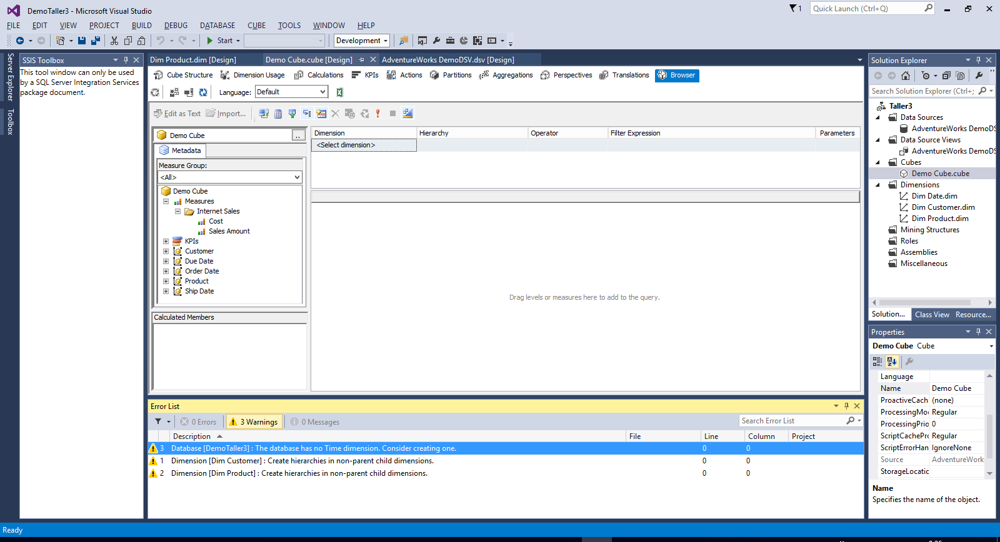 DemoTaller3 - Microsoft Visual Studio
1
Quick Launch (Ctrl+Q)
FILE EDIT VIEW PROJECT BUILD DEBUG DATABASE CUBE TOOLS WINDOW HELP
Start
Development
Server Explorer
Toolbox
SSIS Toolbox
This tool window can only be used
by a SQL Server Integration Services
package document.
Dim Product.dim [Design]
Demo Cube.cube [Design]
AdventureWorks DemoDSV.dsv [Design]
Cube Structure
Dimension Usage
Calculations
KPIs
Actions
Partitions
Aggregations
Perspectives
Translations
Browser
Language: Default
Edit as Text
Import...
Demo Cube
..
Metadata
Measure Group:
<All>
Demo Cube
Measures
Internet Sales
Cost
Sales Amount
KPIs
Customer
Due Date
Order Date
Product
Ship Date
Calculated Members
Dimension Hierarchy Operator Filter Expression Parameters
<Select dimension>
Drag levels or measures here to add to the query.
Error List
0 Errors
3 Warnings
0 Messages
Search Error List
Description File Line Column Project
3 Database [DemoTaller3] : The database has no Time dimension. Consider creating one. 0 0
1 Dimension [Dim Customer] : Create hierarchies in non-parent child dimensions. 0 0
2 Dimension [Dim Product] : Create hierarchies in non-parent child dimensions. 0 0
Solution Explorer
Search Solution Explorer (Ctrl+;
Taller3
Data Sources
AdventureWorks DemoDS
Data Source Views
AdventureWorks DemoDS
Cubes
Demo Cube.cube
Dimensions
Dim Date.dim
Dim Customer.dim
Dim Product.dim
Mining Structures
Roles
Assemblies
Miscellaneous
Solution... Class View Resource...
Properties
Demo Cube Cube
Language
Name Demo Cube
ProactiveCach (none)
ProcessingMo Regular
ProcessingPrio 0
ScriptCachePr Regular
ScriptErrorHan IgnoreNone
Source AdventureWork
StorageLocatic
Name
Specifies the name of the object.
Ready